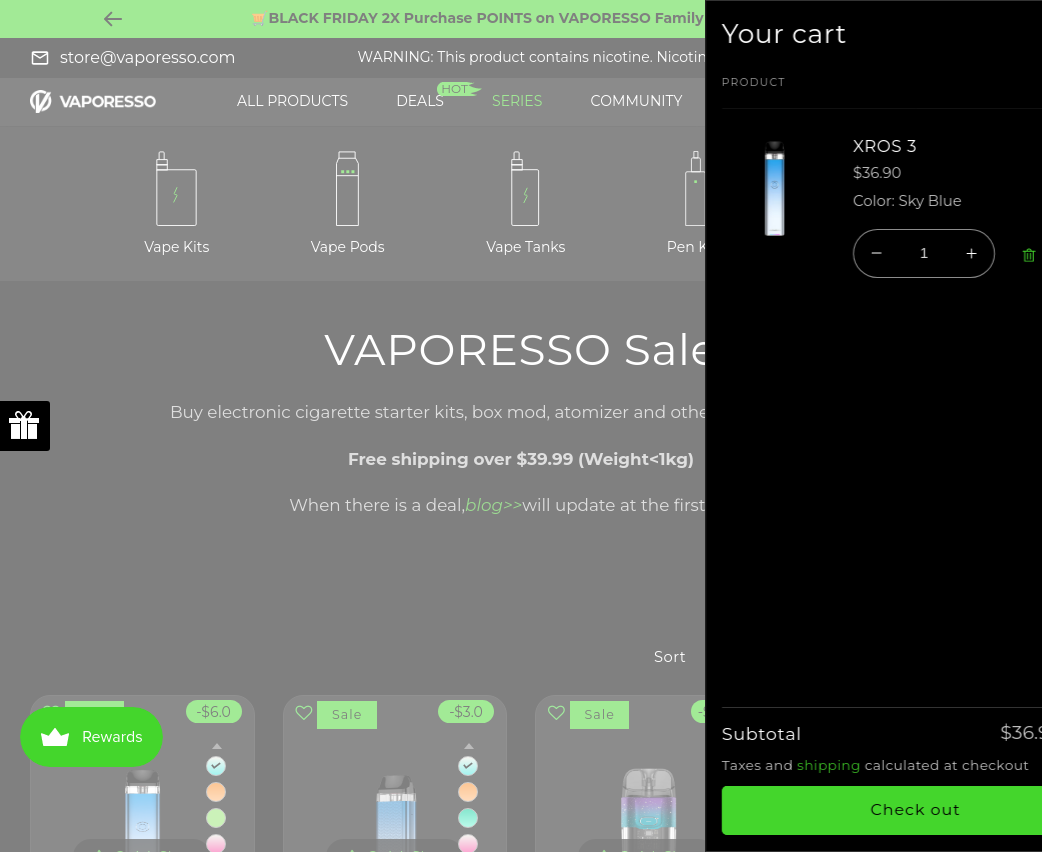 BLACK FRIDAY 2X Purchase POINTS on VAPORESSO Family
store@vaporesso.com
WARNING: This product contains nicotine.
VAPORESSO
ALL PRODUCTS
DEALS
HOT
SERIES
COMMUNITY
Vape Kits
Vape Pods
Vape Tanks
Pen
VAPORESSO Sale
Buy electronic cigarette starter kits, box mod, atomizer and
Free shipping over $39.99 (Weight<1kg)
When there is a deal,blog>>will update at the first
Sort
-$6.0
Sale
-$3.0
Sale
Rewards
Your cart
PRODUCT
XROS 3
$36.90
Color: Sky Blue
− 1 +
Subtotal
Taxes and shipping calculated at checkout
Check out